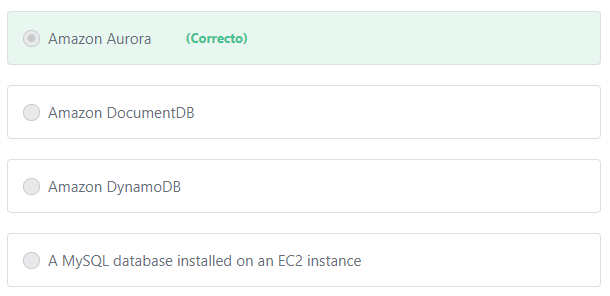 Amazon Aurora (Correcto)
Amazon DocumentDB
Amazon DynamoDB
A MySQL database installed on an EC2 instance